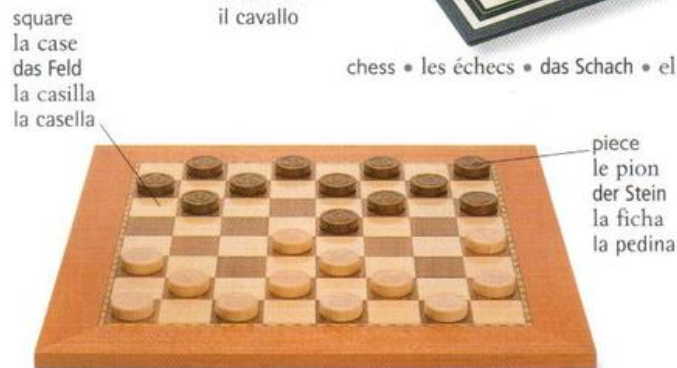 square
la case
das Feld
la casilla
la casella
il cavallo
chess • les échecs • das Schach • el
piece
le pion
der Stein
la ficha
la pedina